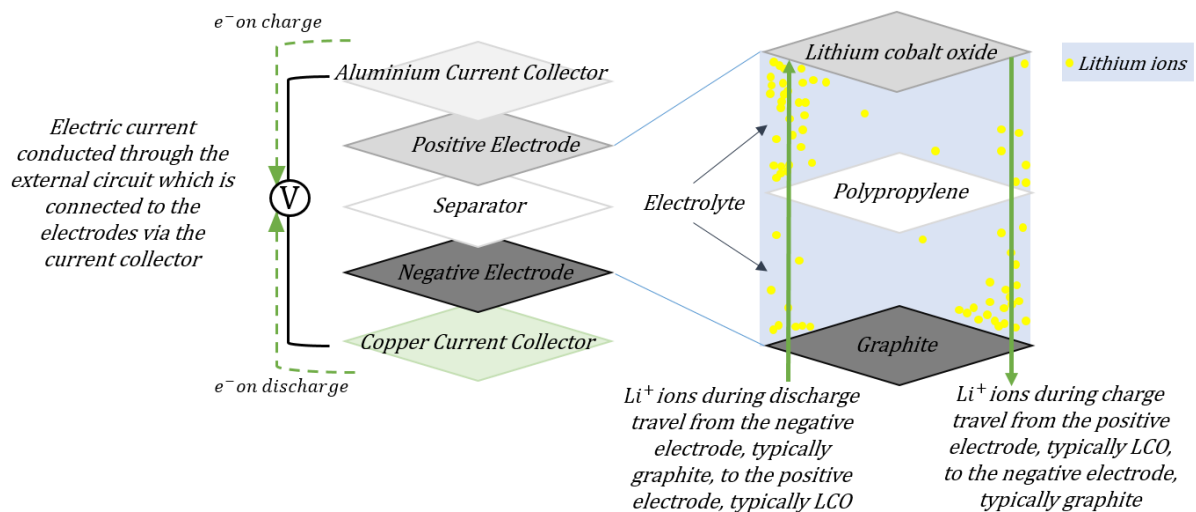 e⁻ on charge
Aluminium Current Collector
Positive Electrode
Separator
Negative Electrode
Copper Current Collector
e⁻ on discharge
Electric current
conducted through the
external circuit which is
connected to the
electrodes via the
current collector
V
Lithium cobalt oxide
Lithium ions
Electrolyte
Polypropylene
Graphite
Li⁺ ions during discharge
travel from the negative
electrode, typically
graphite, to the positive
electrode, typically LCO
Li⁺ ions during charge
travel from the positive
electrode, typically LCO,
to the negative electrode,
typically graphite